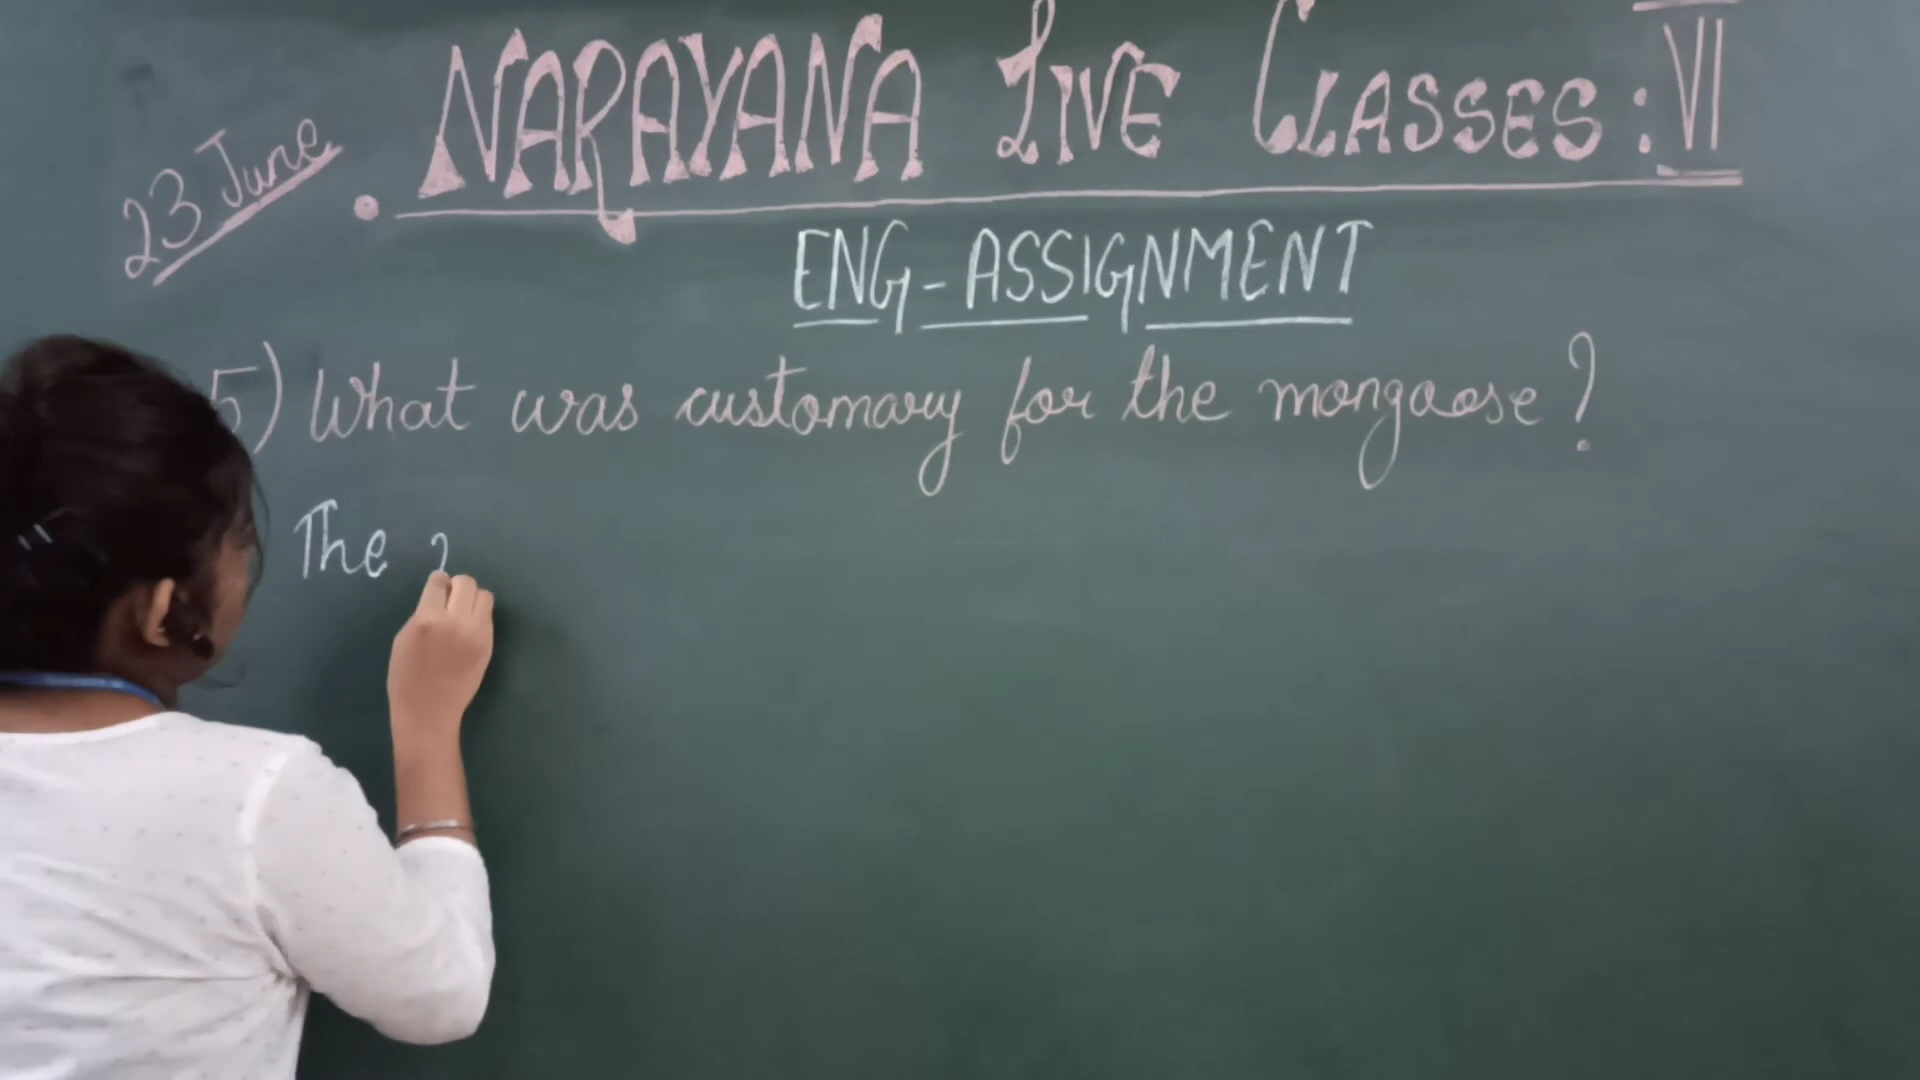 23 June
NARAYANA LIVE CLASSES: VI
ENG-ASSIGNMENT
5) What was customary for the mongoose?
The